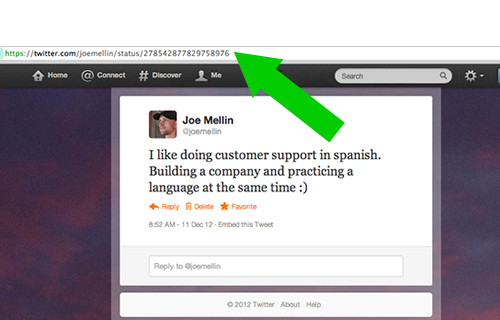 https://twitter.com/joemellin/status/278542877829758976
Home @ Connect # Discover Me Search
Joe Mellin
@joemellin
I like doing customer support in spanish.
Building a company and practicing a
language at the same time :)
Reply Delete Favorite
8:52 AM - 11 Dec 12 · Embed this Tweet
Reply to @joemellin
© 2012 Twitter About Help